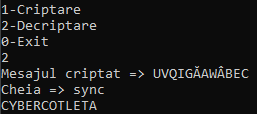 1-Criptare
2-Decriptare
0-Exit
2
Mesajul criptat => UVQIGĂAWÂBEC
Cheia => sync
CYBERCOTLETA